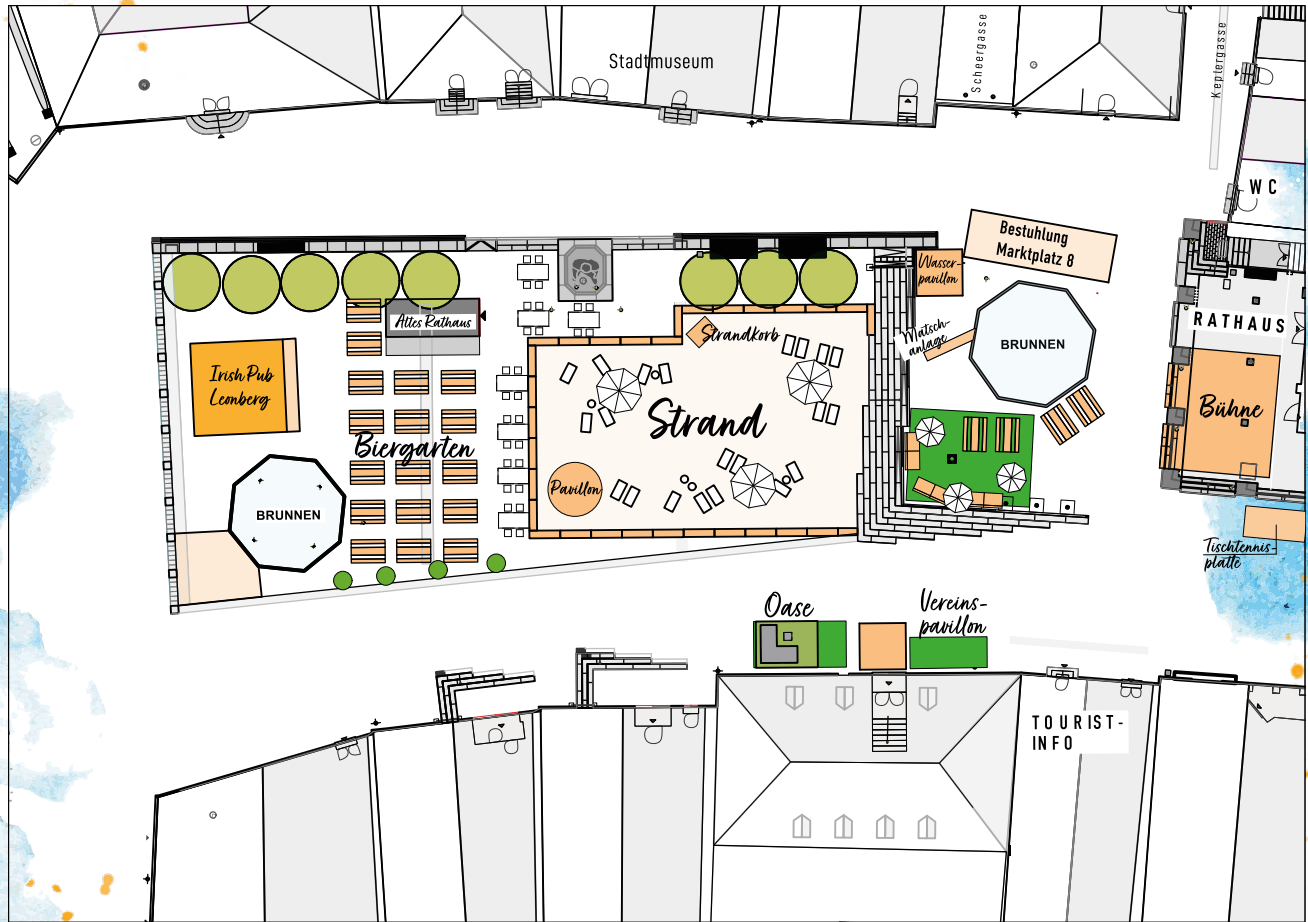 Stadtmuseum
Scheergasse
Keplergasse
WC
Bestuhlung
Marktplatz 8
Wasser-
pavillon
Altes Rathaus
Strandkorb
Matsch-
anlage
BRUNNEN
RATHAUS
Irish Pub
Leonberg
Strand
Bühne
Biergarten
Pavillon
BRUNNEN
Tischtennis-
platte
Oase
Vereins-
pavillon
TOURIST-
INFO